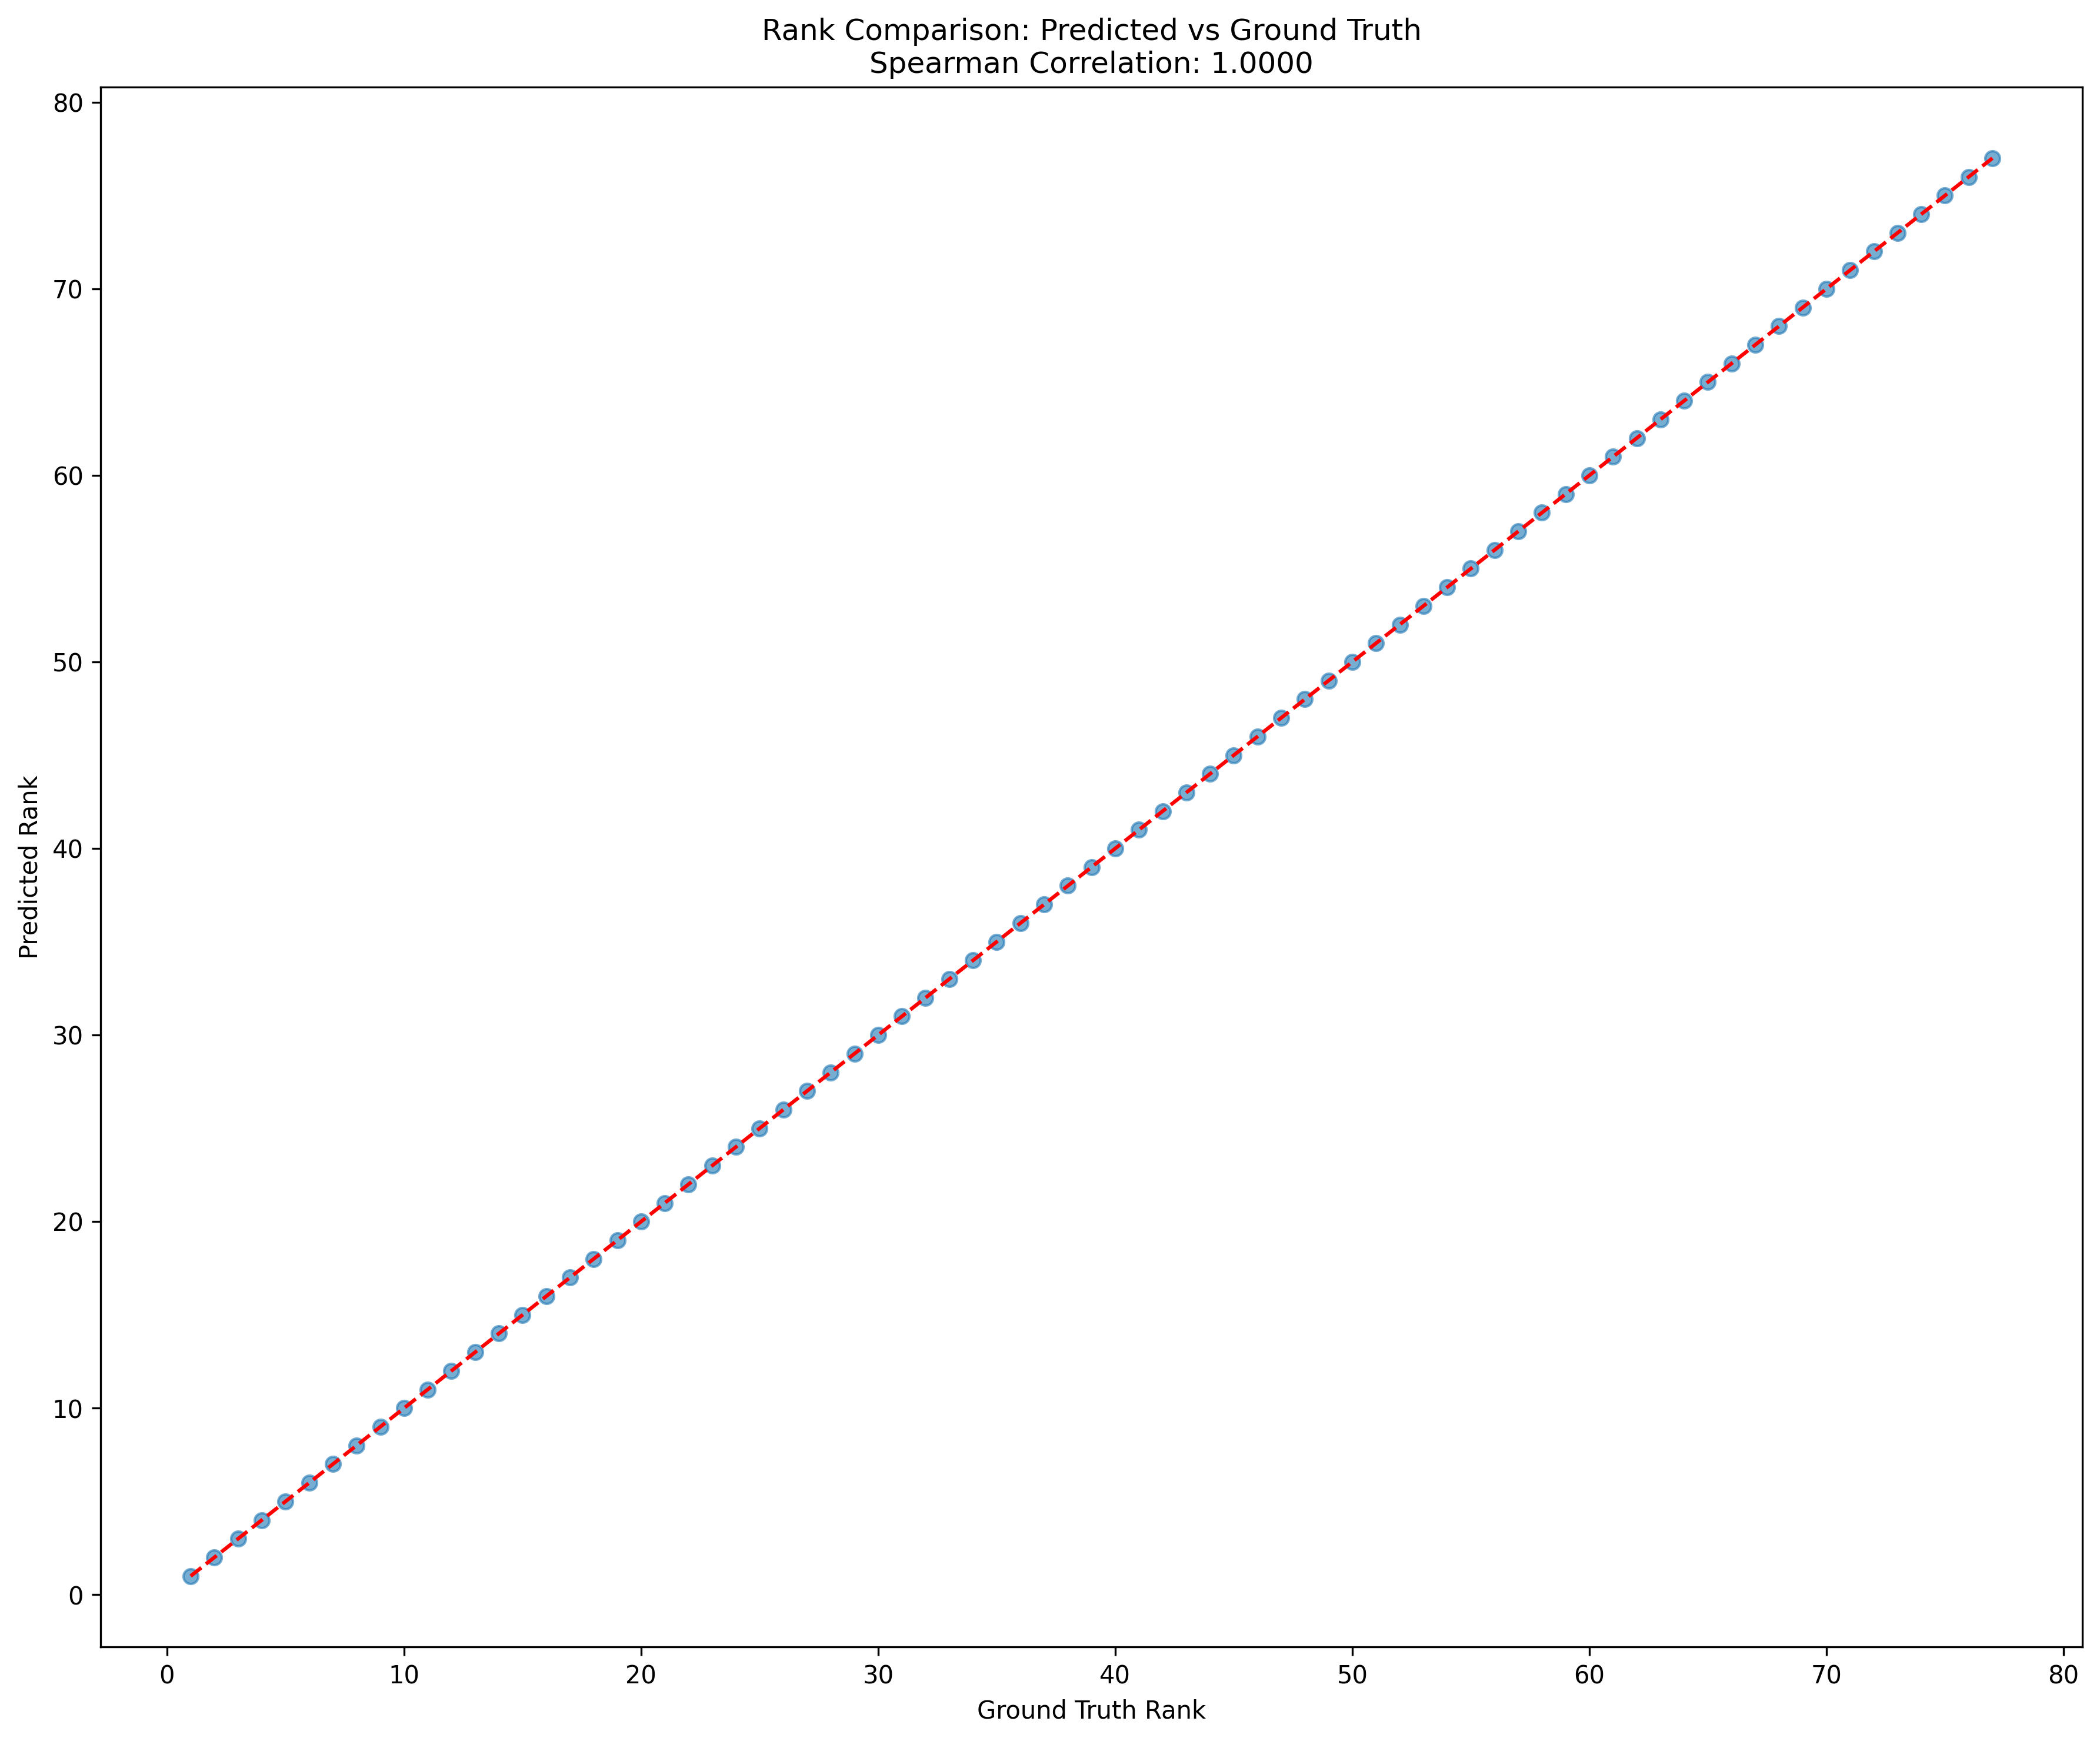 Rank Comparison: Predicted vs Ground Truth
Spearman Correlation: 1.0000
80
70
60
50
40
30
20
10
0
Predicted Rank
0 10 20 30 40 50 60 70 80
Ground Truth Rank